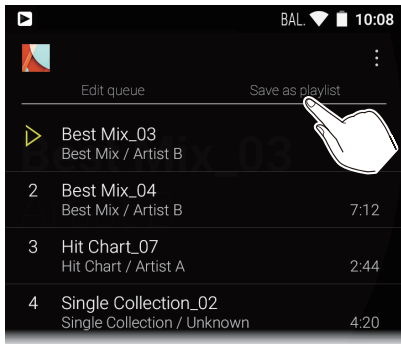 BAL. 10:08
Edit queue Save as playlist
Best Mix_03
Best Mix / Artist B
2 Best Mix_04
Best Mix / Artist B 7:12
3 Hit Chart_07
Hit Chart / Artist A 2:44
4 Single Collection_02
Single Collection / Unknown 4:20